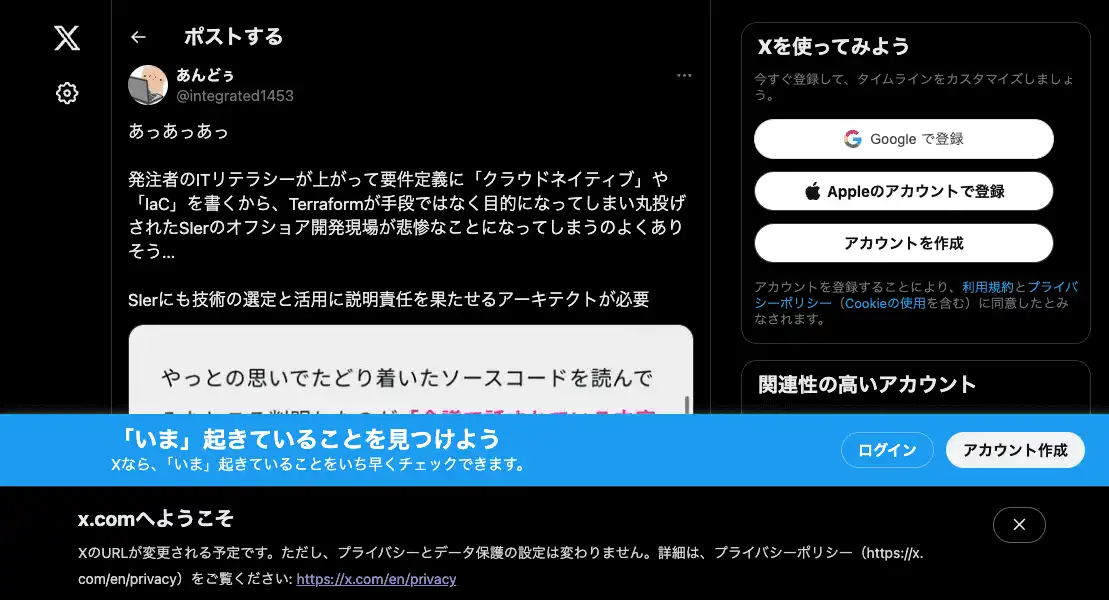 ポストする
あんどぅ
@integrated1453
あっあっあっ
発注者のITリテラシーが上がって要件定義に「クラウドネイティブ」や
「IaC」を書くから、Terraformが手段ではなく目的になってしまい丸投げ
されたSIerのオフショア開発現場が悲惨なことになってしまうのよくあり
そう...
SIerにも技術の選定と活用に説明責任を果たせるアーキテクトが必要
やっとの思いでたどり着いたソースコードを読んで
Xを使ってみよう
今すぐ登録して、タイムラインをカスタマイズしましょ
う。
Google で登録
Appleのアカウントで登録
アカウントを作成
アカウントを登録することにより、利用規約とプライバ
シーポリシー（Cookieの使用を含む）に同意したとみ
なされます。
関連性の高いアカウント
「いま」起きていることを見つけよう
Xなら、「いま」起きていることをいち早くチェックできます。
ログイン
アカウント作成
x.comへようこそ
XのURLが変更される予定です。ただし、プライバシーとデータ保護の設定は変わりません。詳細は、プライバシーポリシー（https://x.
com/en/privacy）をご覧ください: https://x.com/en/privacy